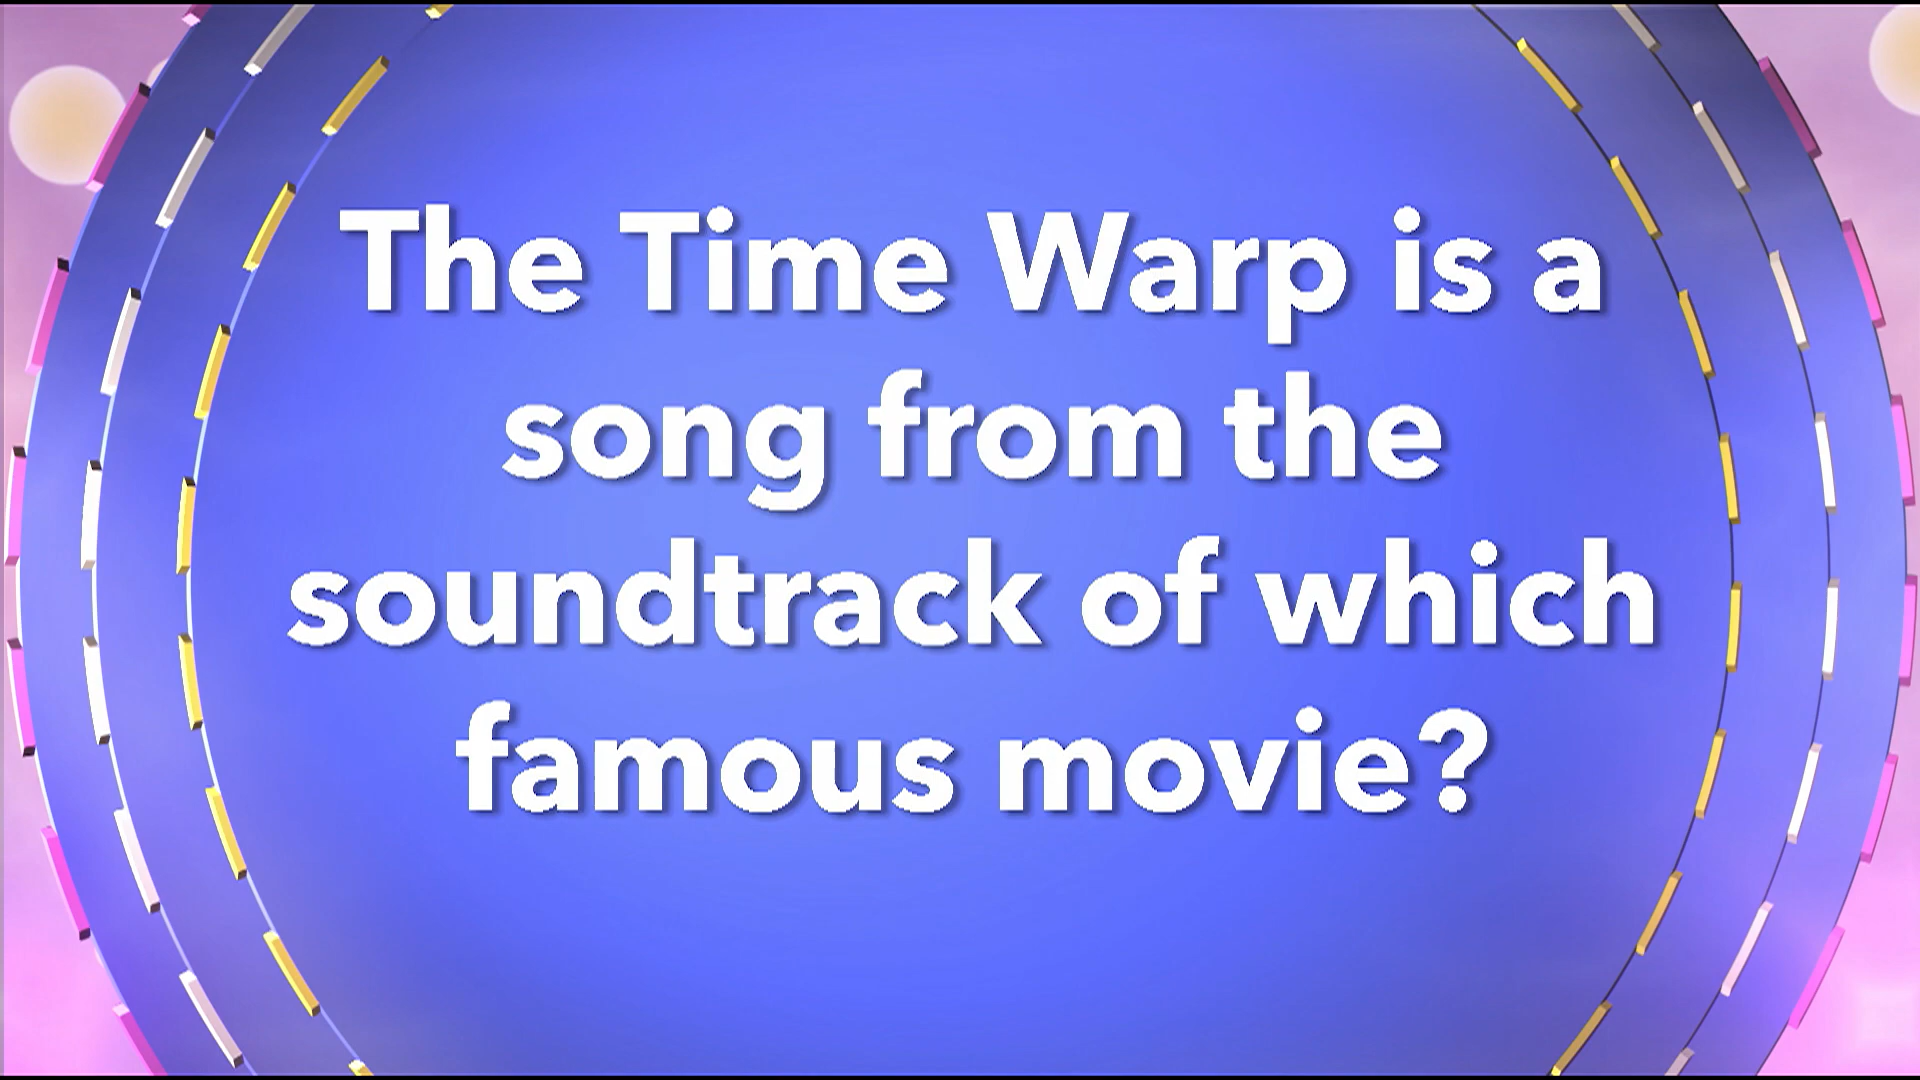 The Time Warp is a
song from the
soundtrack of which
famous movie?